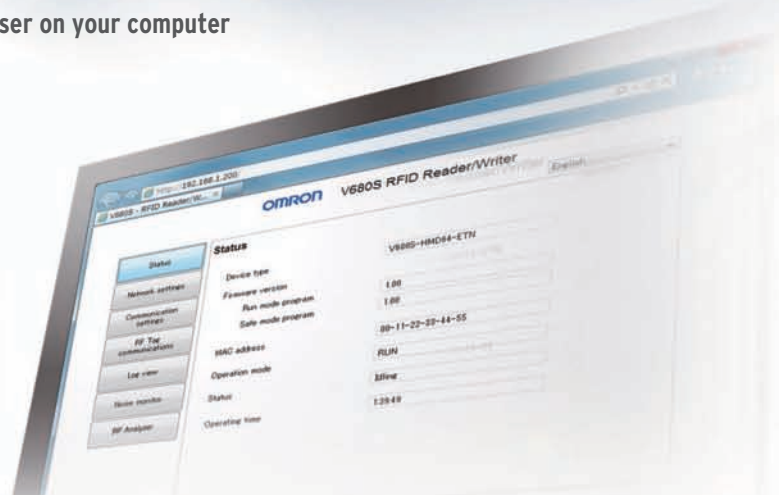 ser on your computer
http://192.168.1.200/
V680S - RFID Reader/W...
OMRON V680S RFID Reader/Writer
English
Status
Network settings
Communication settings
RF Tag communications
Log view
Noise monitor
RF Analyzer
Status
Device type V680S-HMD64-ETN
Firmware version
Run mode program 1.00
Safe mode program 1.00
MAC address 00-11-22-33-44-55
Operation mode RUN
Status Idling
Operating time 13949